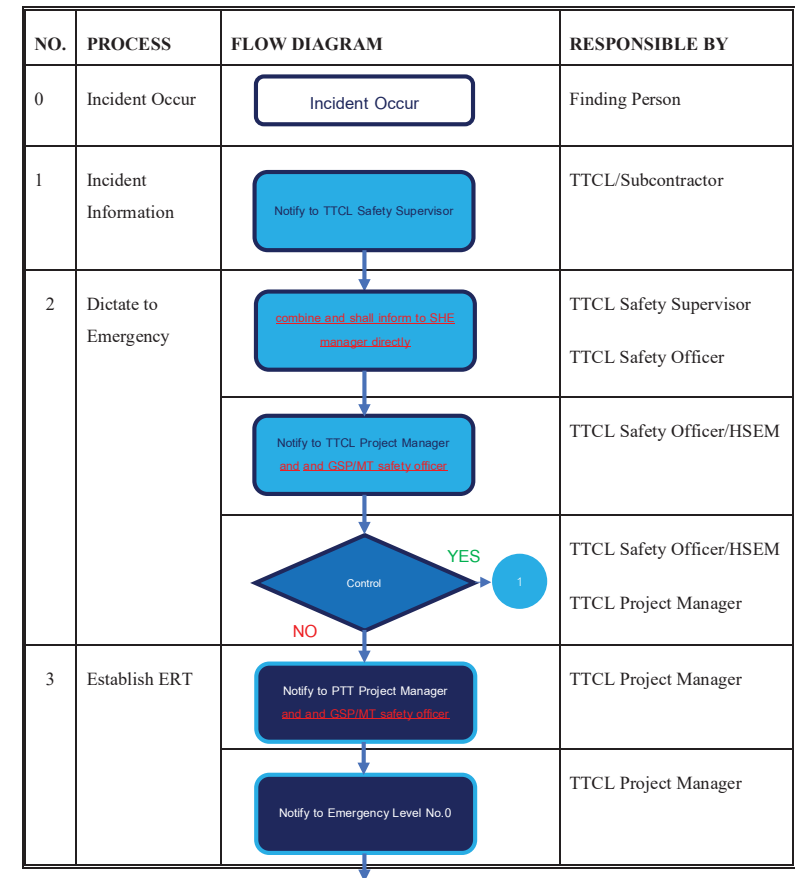 NO. PROCESS FLOW DIAGRAM RESPONSIBLE BY
0 Incident Occur Incident Occur Finding Person
1 Incident Information Notify to TTCL Safety Supervisor TTCL/Subcontractor
2 Dictate to Emergency
combine and shall inform to SHE
manager directly
TTCL Safety Supervisor
TTCL Safety Officer
Notify to TTCL Project Manager
and and GSP/MT safety officer
TTCL Safety Officer/HSEM
Control
YES
1
NO
TTCL Safety Officer/HSEM
TTCL Project Manager
3 Establish ERT
Notify to PTT Project Manager
and and GSP/MT safety officer
TTCL Project Manager
Notify to Emergency Level No.0
TTCL Project Manager